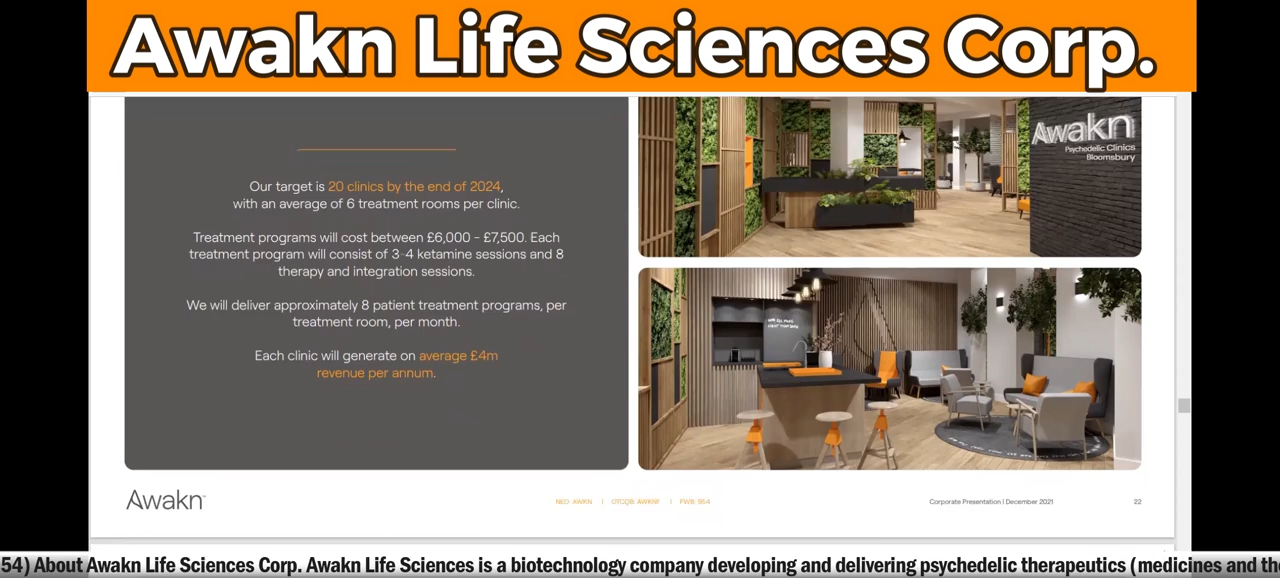 Awakn Life Sciences Corp.
Our target is 20 clinics by the end of 2024,
with an average of 6 treatment rooms per clinic.
Treatment programs will cost between £6,000 - £7,500. Each
treatment program will consist of 3-4 ketamine sessions and 8
therapy and integration sessions.
We will deliver approximately 8 patient treatment programs, per
treatment room, per month.
Each clinic will generate on average £4m
revenue per annum.
Awakn
Psychedelic Clinics
Bloomsbury
Awakn
NEO: AWKN | OTCQB: AWKNF | FWB: 954
Corporate Presentation | December 2021
22
54) About Awakn Life Sciences Corp. Awakn Life Sciences is a biotechnology company developing and delivering psychedelic therapeutics (medicines and th